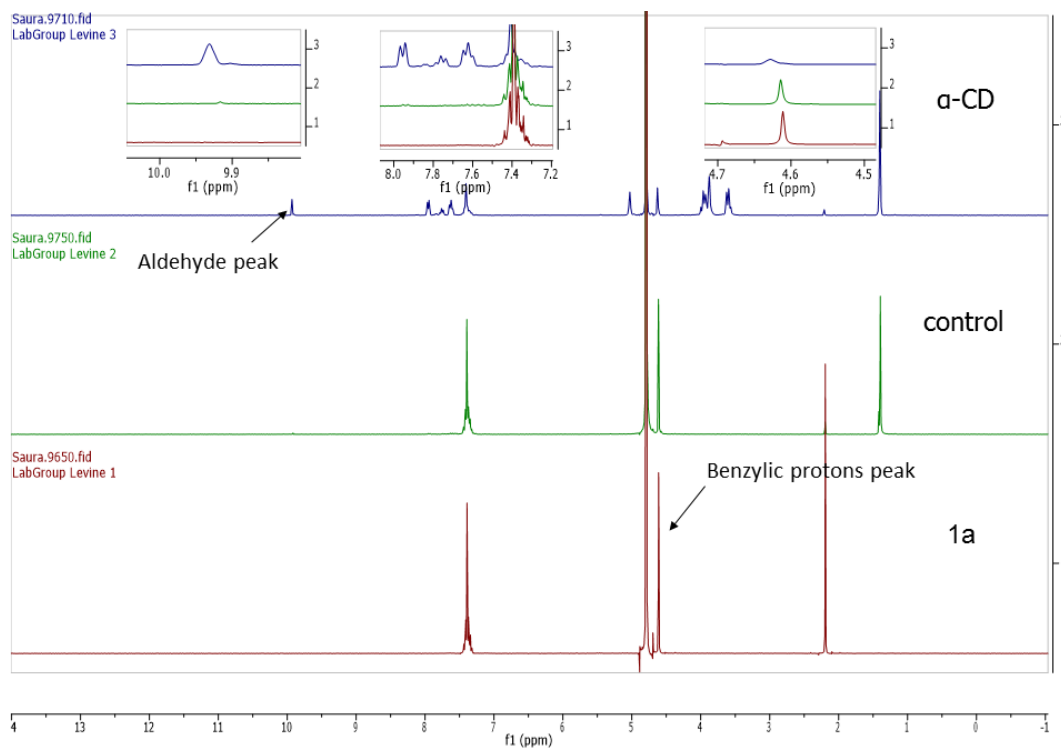 Saura.9710.fid
LabGroup Levine 3
3
2
1
10.0 9.9
f1 (ppm)
3
2
1
8.0 7.8 7.6 7.4 7.2
f1 (ppm)
3
2
1
4.7 4.6 4.5
f1 (ppm)
α-CD
Aldehyde peak
Saura.9750.fid
LabGroup Levine 2
control
Saura.9650.fid
LabGroup Levine 1
Benzylic protons peak
1a
4 13 12 11 10 9 8 7 6 5 4 3 2 1 0 -1
f1 (ppm)